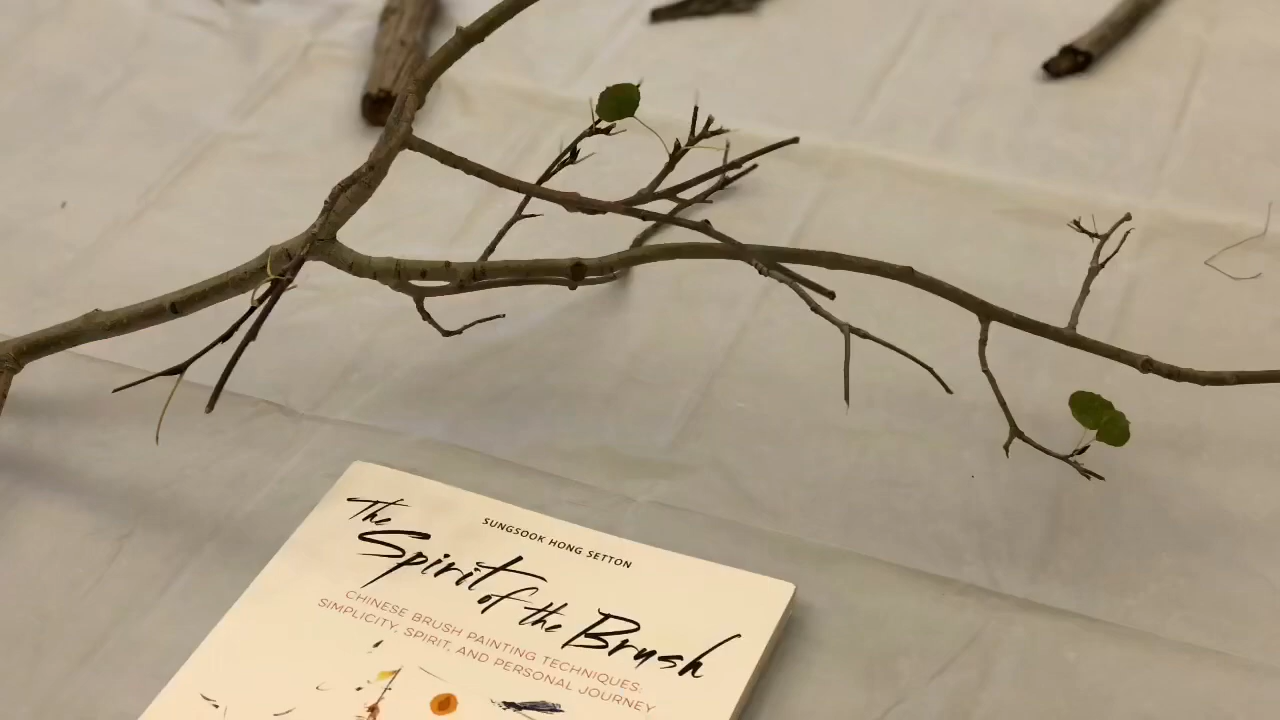 SUNGSOOK HONG SETTON
The
Spirit
of the Brush
CHINESE BRUSH PAINTING TECHNIQUES:
SIMPLICITY, SPIRIT, AND PERSONAL JOURNEY